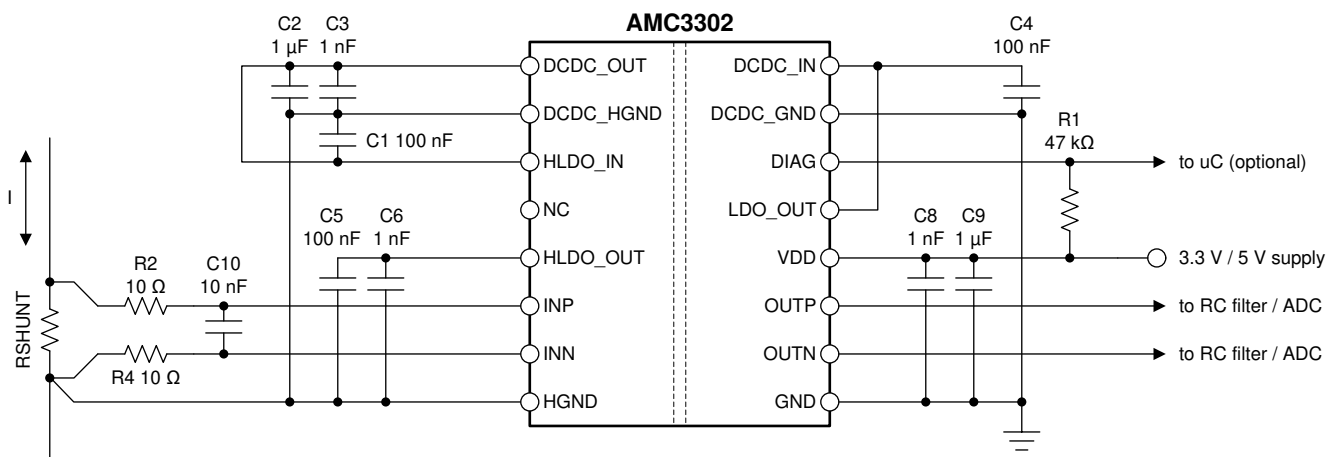 AMC3302
C2
1 µF
C3
1 nF
C4
100 nF
DCDC_OUT
DCDC_IN
DCDC_HGND
DCDC_GND
R1
47 kΩ
C1 100 nF
HLDO_IN
DIAG
to uC (optional)
I
NC
LDO_OUT
C5
100 nF
C6
1 nF
C8
1 nF
C9
1 µF
HLDO_OUT
VDD
3.3 V / 5 V supply
R2
10 Ω
C10
10 nF
INP
OUTP
to RC filter / ADC
RSHUNT
INN
OUTN
to RC filter / ADC
R4 10 Ω
HGND
GND